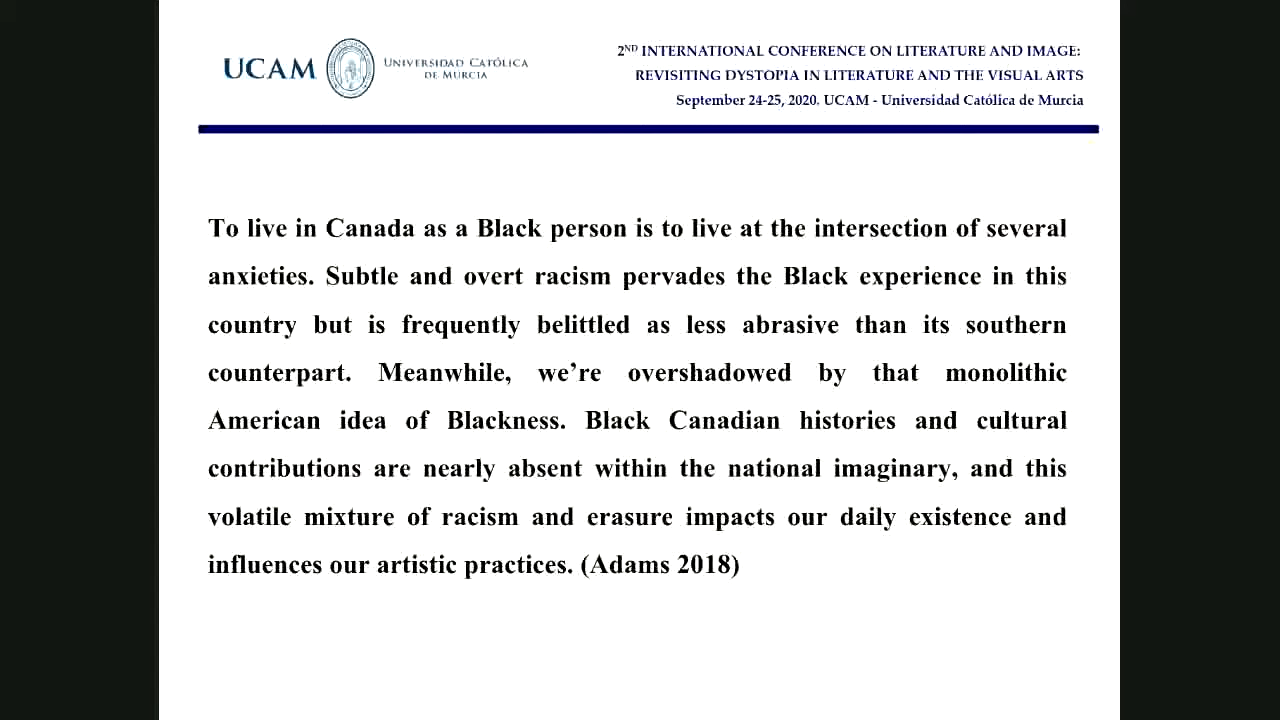 UCAM
UNIVERSIDAD CATÓLICA
DE MURCIA
2ND INTERNATIONAL CONFERENCE ON LITERATURE AND IMAGE:
REVISITING DYSTOPIA IN LITERATURE AND THE VISUAL ARTS
September 24-25, 2020. UCAM - Universidad Católica de Murcia
To live in Canada as a Black person is to live at the intersection of several
anxieties. Subtle and overt racism pervades the Black experience in this
country but is frequently belittled as less abrasive than its southern
counterpart. Meanwhile, we’re overshadowed by that monolithic
American idea of Blackness. Black Canadian histories and cultural
contributions are nearly absent within the national imaginary, and this
volatile mixture of racism and erasure impacts our daily existence and
influences our artistic practices. (Adams 2018)